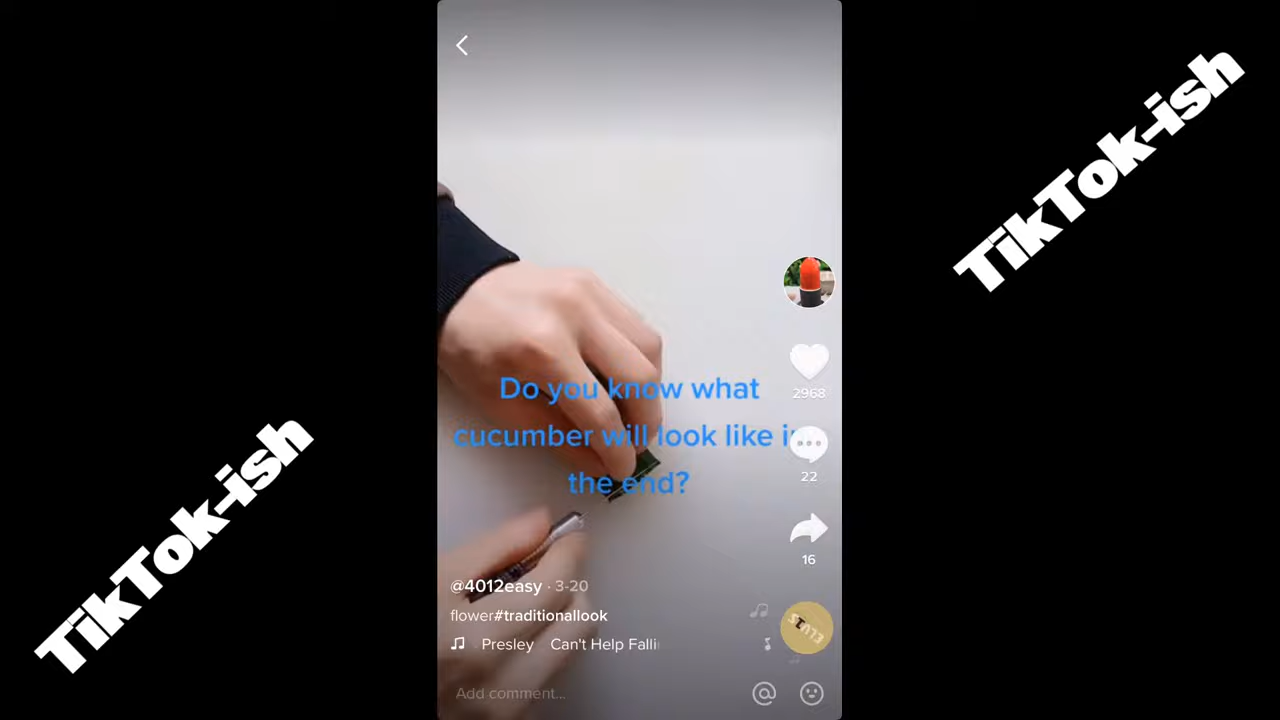 TikTok-ish
TikTok-ish
Do you know what
cucumber will look like i
the end?
2968
22
16
@4012easy · 3-20
flower#traditionallook
Presley Can't Help Falli
ELVIS
Add comment...